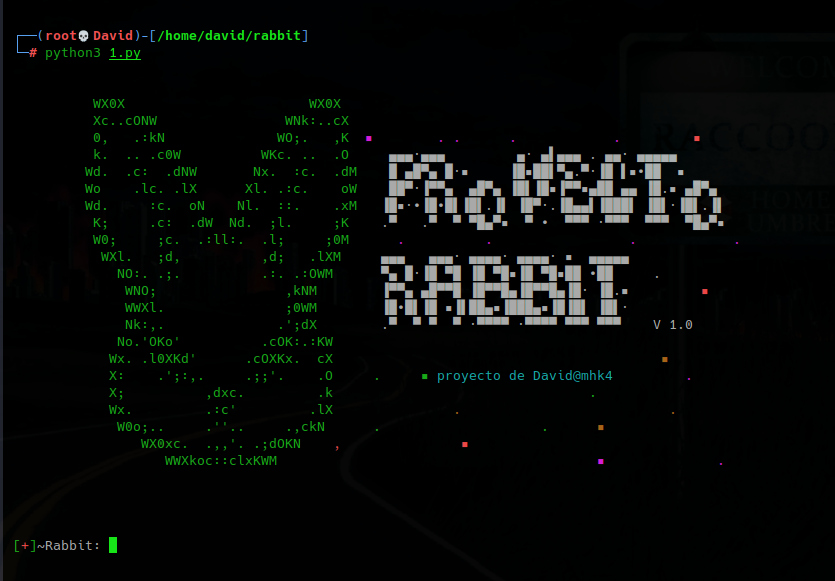 ┌──(root💀David)-[/home/david/rabbit]
└─# python3 1.py
WX0X                       WX0X
Xc..cONW                WNk:..cX
0,   .:kN              WO;.   ,K
k.  .. .c0W          WKc. ..  .O
Wd.  .c:  .dNW       Nx.  :c.  .dM
Wo    .lc. .lX      Xl. .:c.    oW
Wd.     :c.  oN    Nl.  ::.    .xM
K;     .c:  .dW  Nd.  ;l.     ;K
W0;     ;c.  .:ll:.  .l;     ;0M
WXl.   ;d,          ,d;   .lXM
NO:. .;.          .:. .:OWM
WNO;                ,kNM
WWXl.               ;0WM
Nk:,.              .';dX
No.'OKo'          .cOK:.:KW
Wx. .l0XKd'      .cOXKx.  cX
X:    .';:,.     .;;'.    .O
X;          ,dxc.         .k
Wx.         .:c'         .lX
W0o;..     .''..     .,ckN
WX0xc.  .,,'. .;dOKN
WWXkoc::clxKWM
V 1.0
proyecto de David@mhk4
[+]~Rabbit: